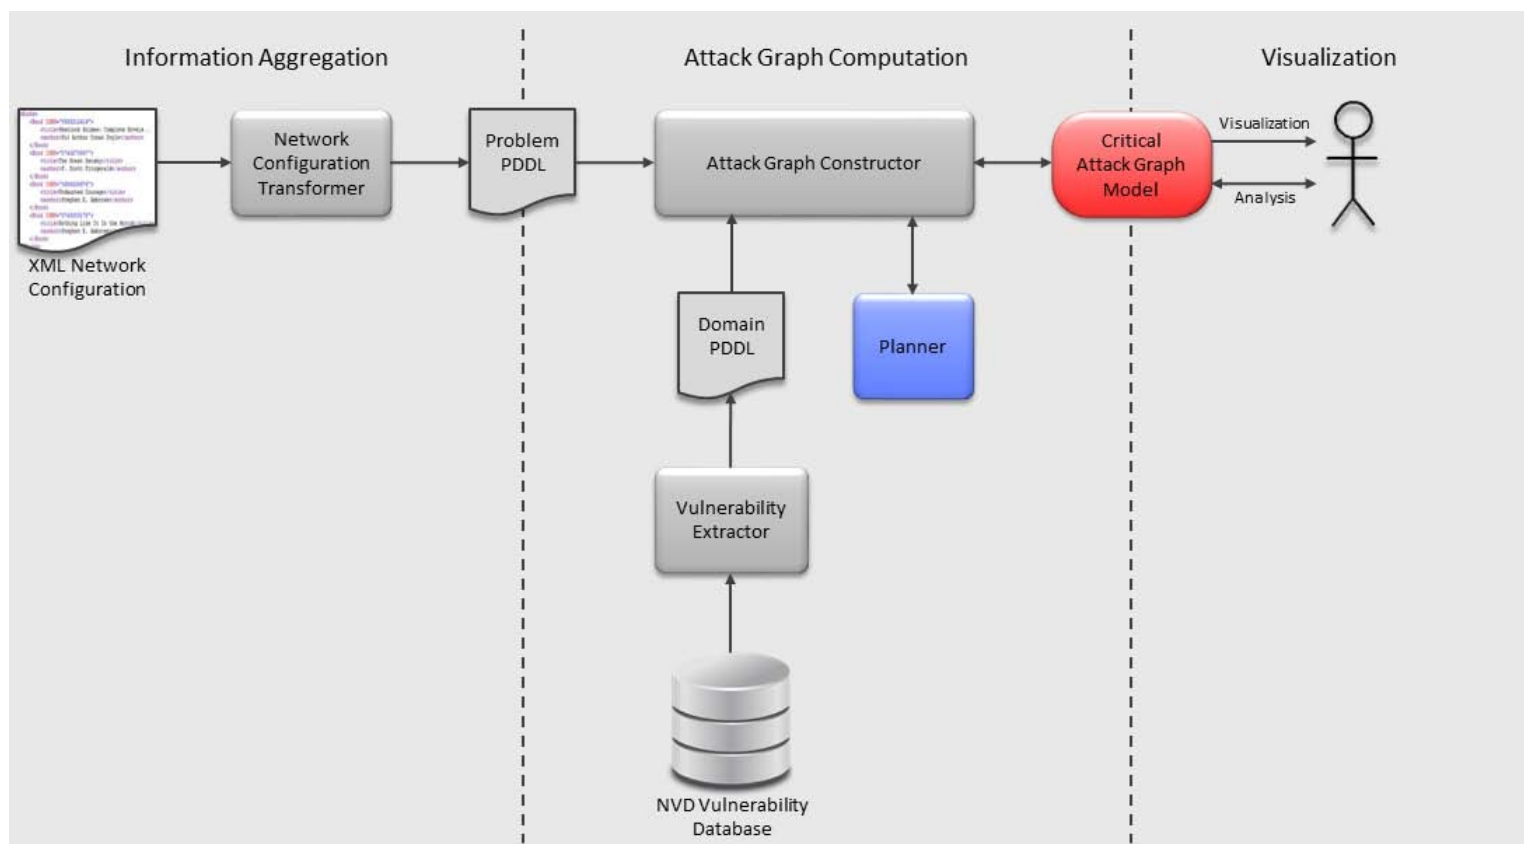 Information Aggregation
Attack Graph Computation
Visualization
Network
Configuration
Transformer
Problem
PDDL
Attack Graph Constructor
Critical
Attack Graph
Model
Visualization
Analysis
XML Network
Configuration
Domain
PDDL
Planner
Vulnerability
Extractor
NVD Vulnerability
Database